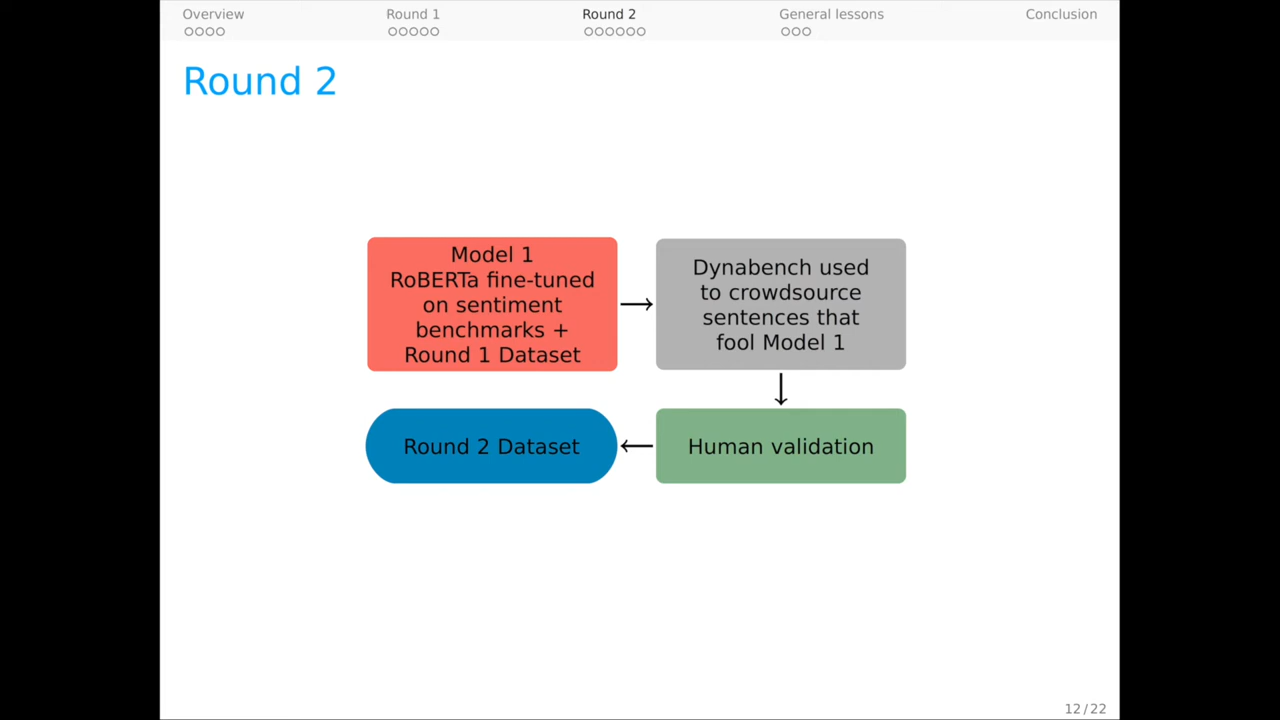 Overview
Round 1
Round 2
General lessons
Conclusion
Round 2
Model 1
RoBERTa fine-tuned
on sentiment
benchmarks +
Round 1 Dataset
Dynabench used
to crowdsource
sentences that
fool Model 1
Human validation
Round 2 Dataset
12 / 22